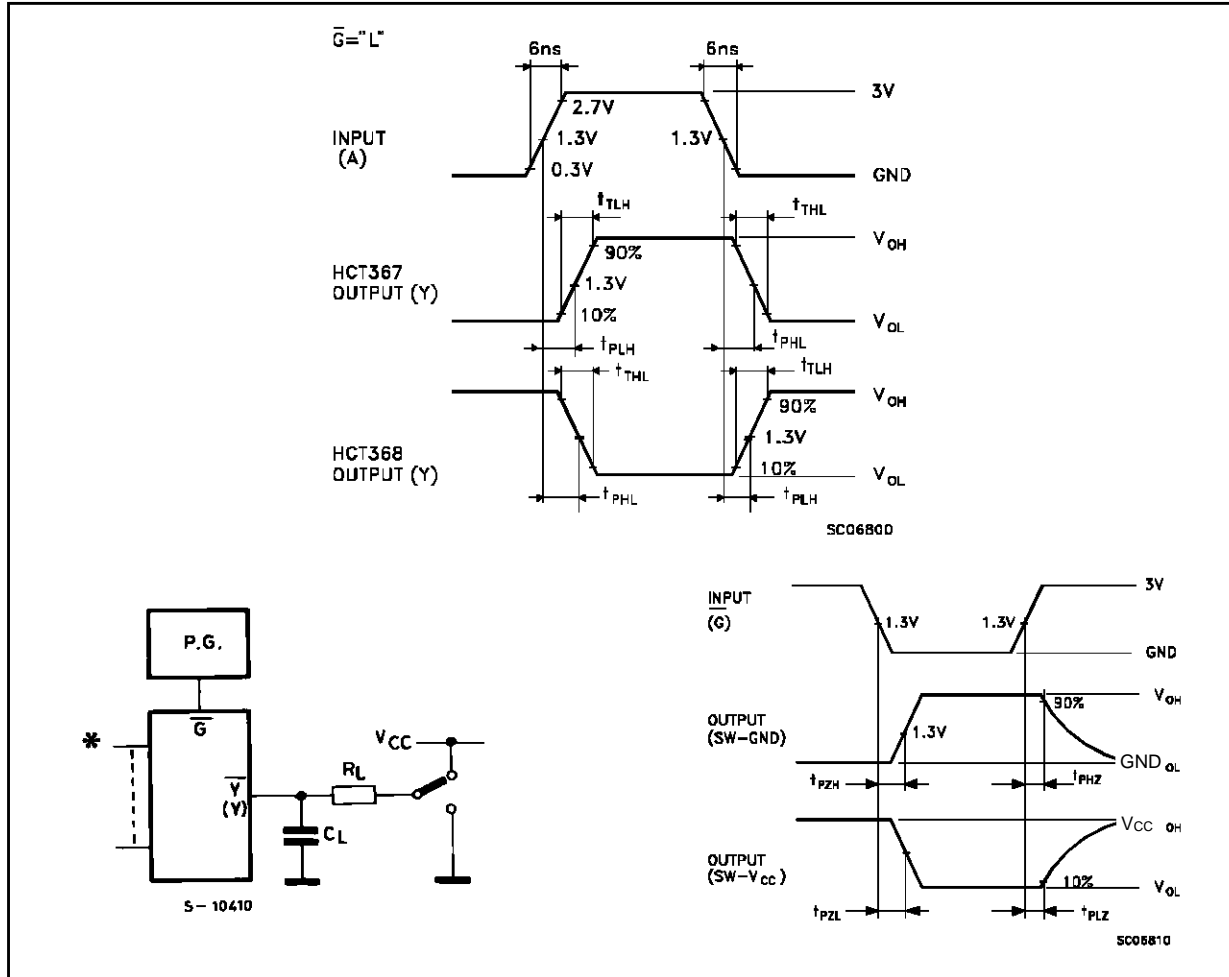 G="L"
6ns 6ns
3V
2.7V
INPUT 1.3V 1.3V
(A)
0.3V
GND
tTLH tTHL
VOH
90%
HCT367
OUTPUT (Y) 1.3V
10%
VOL
tPLH tPHL
tTHL tTLH
VOH
90%
HCT368 1.3V
OUTPUT (Y)
10% VOL
tPHL tPLH
SC06800
P.G.
G
*
VCC
RL
Y
(Y)
CL
S-10410
INPUT 3V
(G) 1.3V 1.3V
GND
VOH
90%
OUTPUT
(SW-GND) 1.3V
GND OL
tPZH tPHZ
VCC OH
OUTPUT
(SW-VCC)
10% VOL
tPZL tPLZ
SC06810